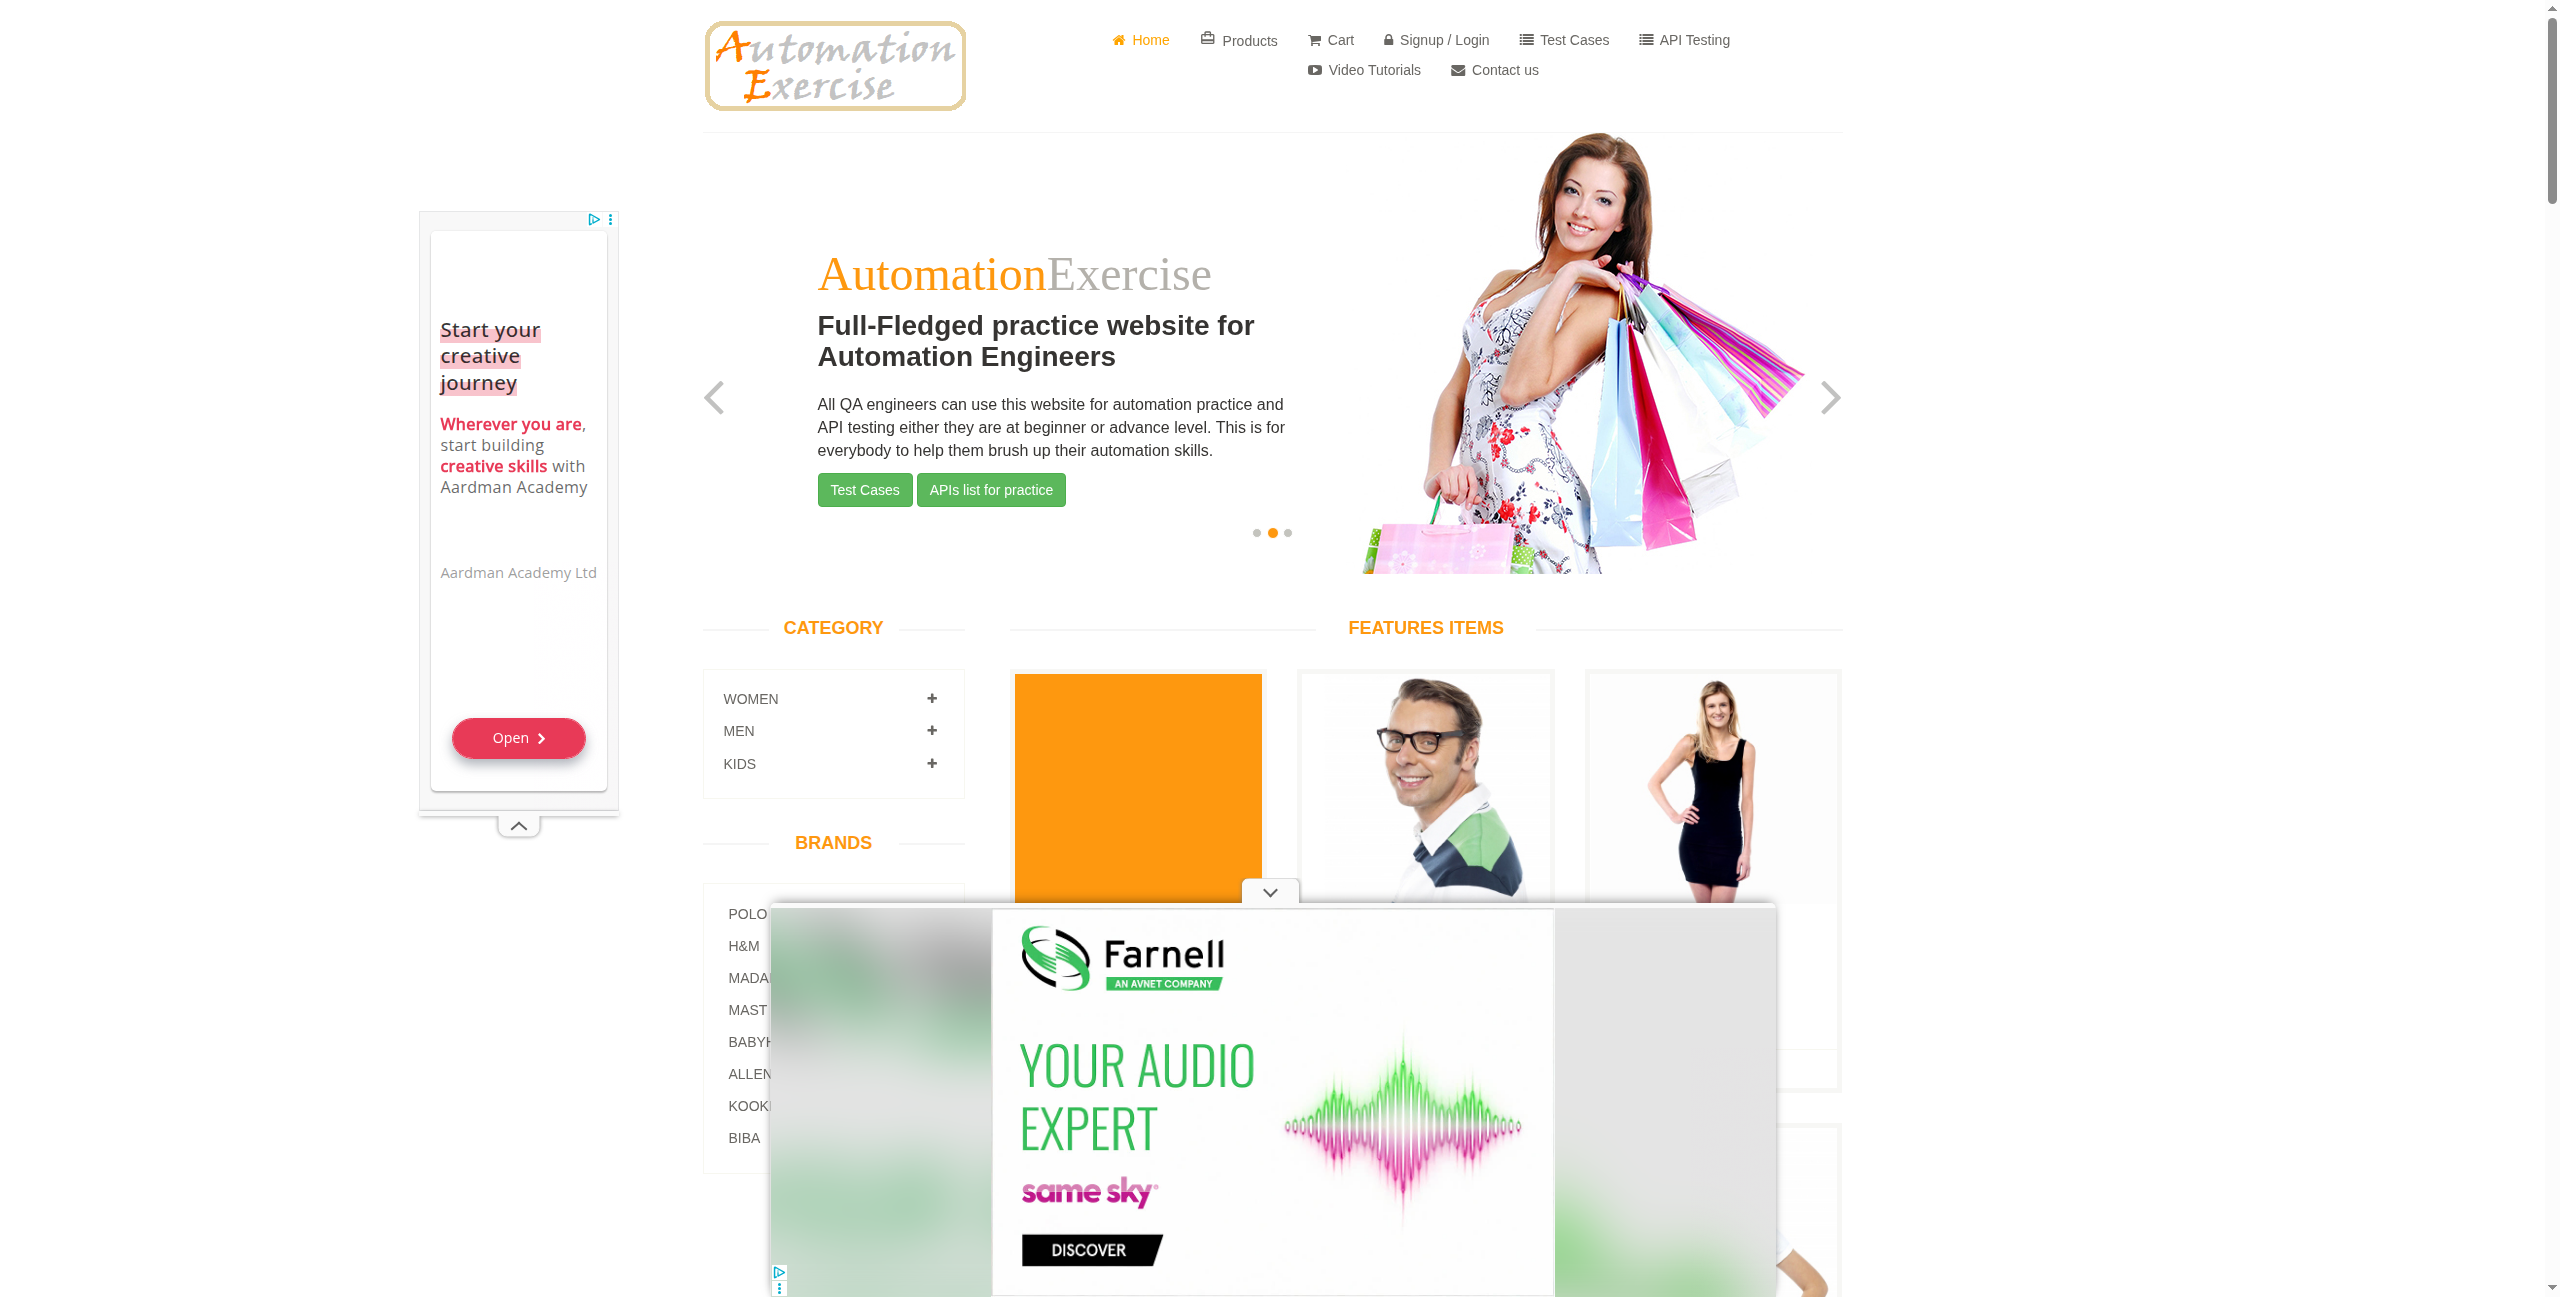 Automation
Exercise
Home
Products
Cart
Signup / Login
Test Cases
API Testing
Video Tutorials
Contact us
Start your
creative
journey
Wherever you are,
start building
creative skills with
Aardman Academy
Aardman Academy Ltd
Open
AutomationExercise
Full-Fledged practice website for
Automation Engineers
All QA engineers can use this website for automation practice and
API testing either they are at beginner or advance level. This is for
everybody to help them brush up their automation skills.
Test Cases
APIs list for practice
CATEGORY
WOMEN
MEN
KIDS
BRANDS
POLO
H&M
MADA
MAST
BABY
ALLEN
KOOK
BIBA
FEATURES ITEMS
Farnell
AN AVNET COMPANY
YOUR AUDIO
EXPERT
same sky
DISCOVER